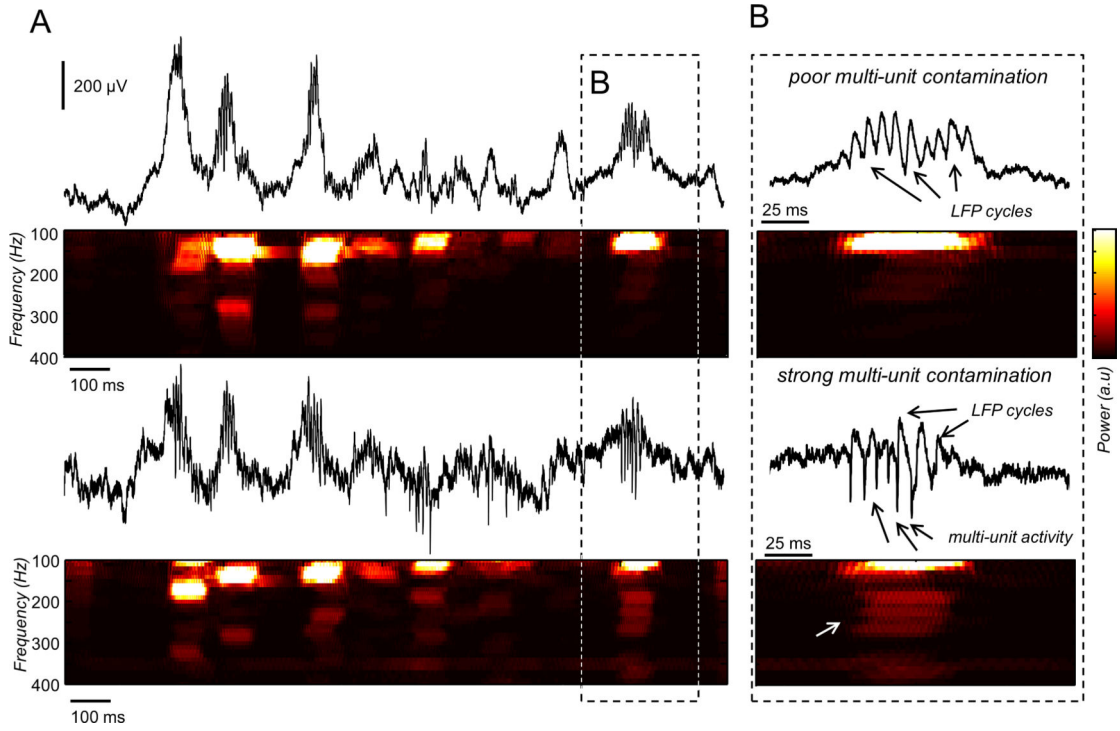 A
200 μV
B
100
200
300
400
Frequency (Hz)
100 ms
100
200
300
400
Frequency (Hz)
100 ms
B
poor multi-unit contamination
LFP cycles
25 ms
strong multi-unit contamination
LFP cycles
multi-unit activity
25 ms
Power (a.u)